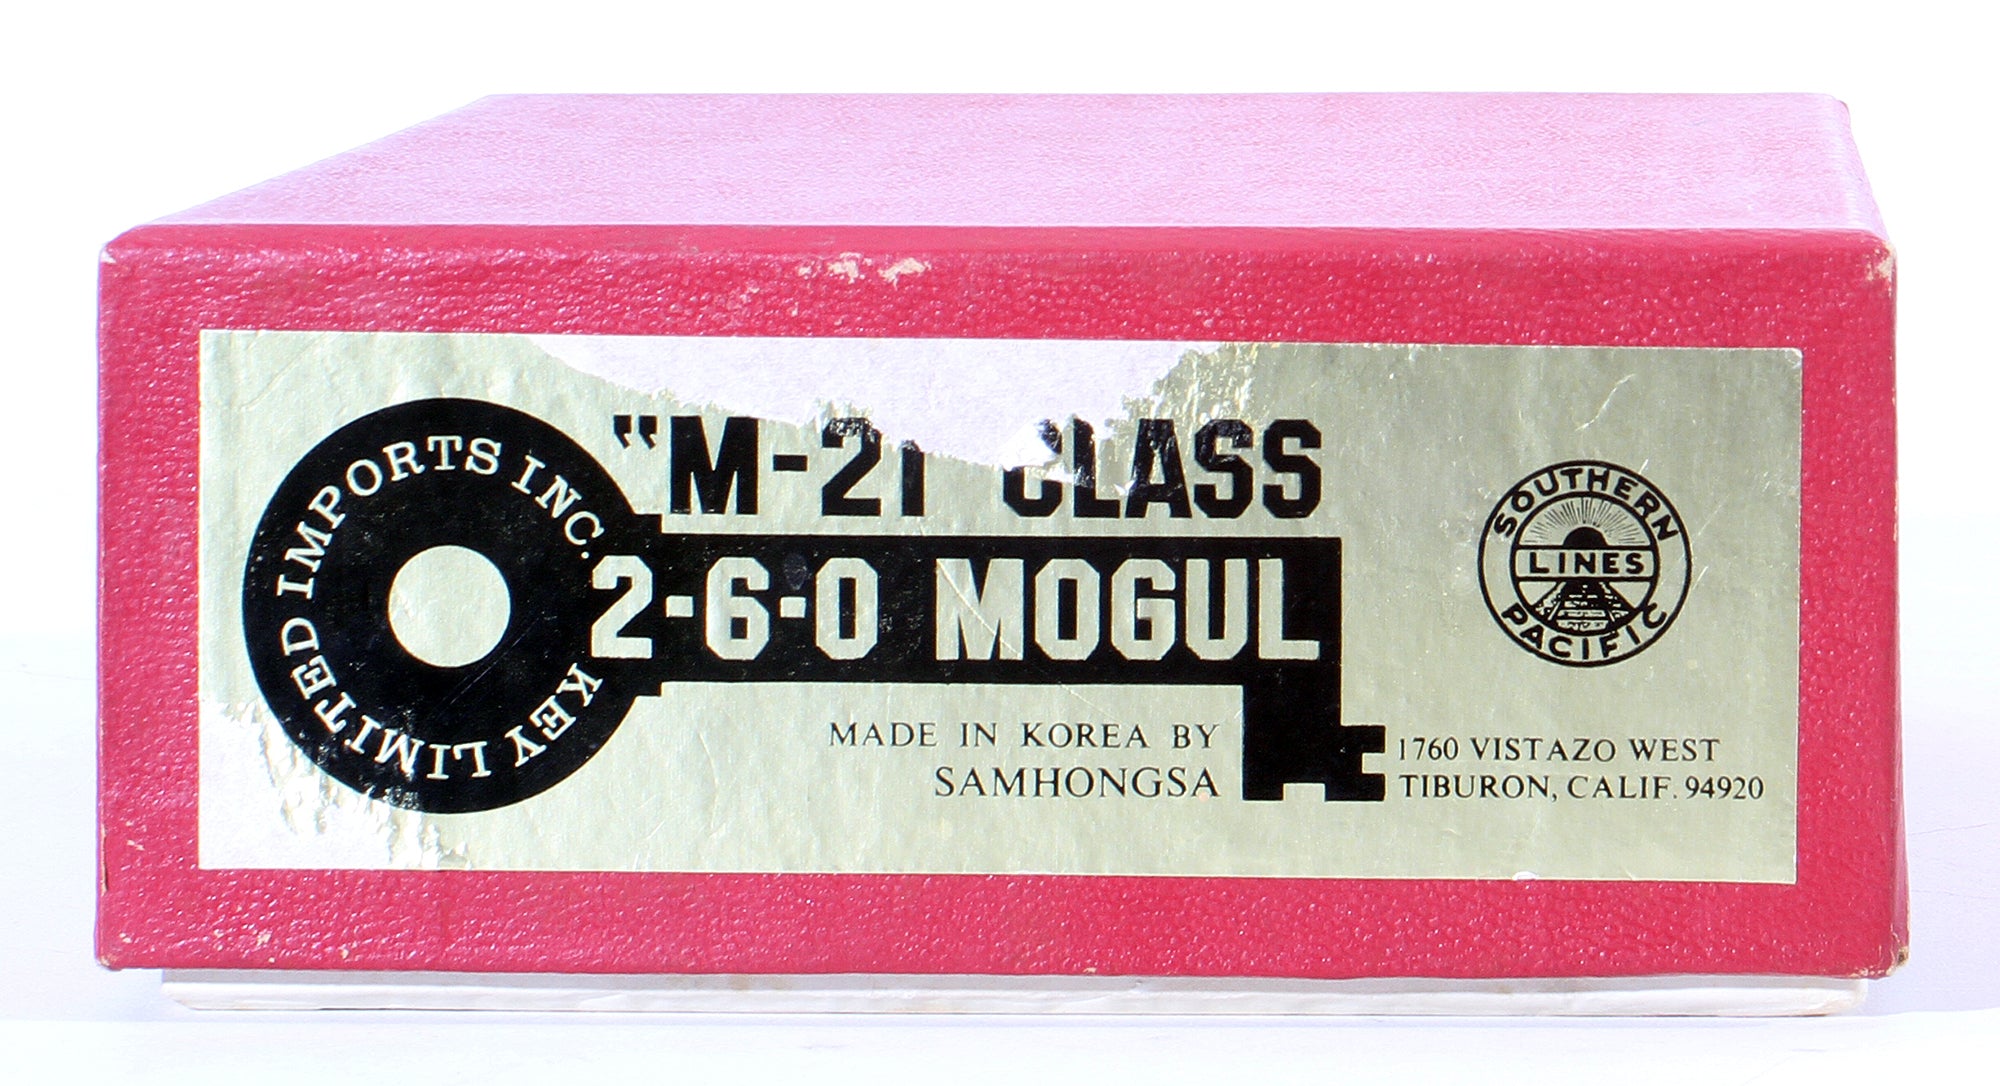 KEY LIMITED IMPORTS INC.
"M-21 CLASS
2-6-0 MOGUL
MADE IN KOREA BY
SAMHONGSA
SOUTHERN
LINES
PACIFIC
1760 VISTAZO WEST
TIBURON, CALIF. 94920